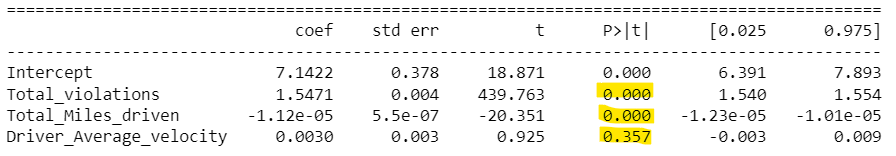 ==============================================================================================
coef std err t P>|t| [0.025 0.975]
----------------------------------------------------------------------------------------------
Intercept 7.1422 0.378 18.871 0.000 6.391 7.893
Total_violations 1.5471 0.004 439.763 0.000 1.540 1.554
Total_Miles_driven -1.12e-05 5.5e-07 -20.351 0.000 -1.23e-05 -1.01e-05
Driver_Average_velocity 0.0030 0.003 0.925 0.357 -0.003 0.009